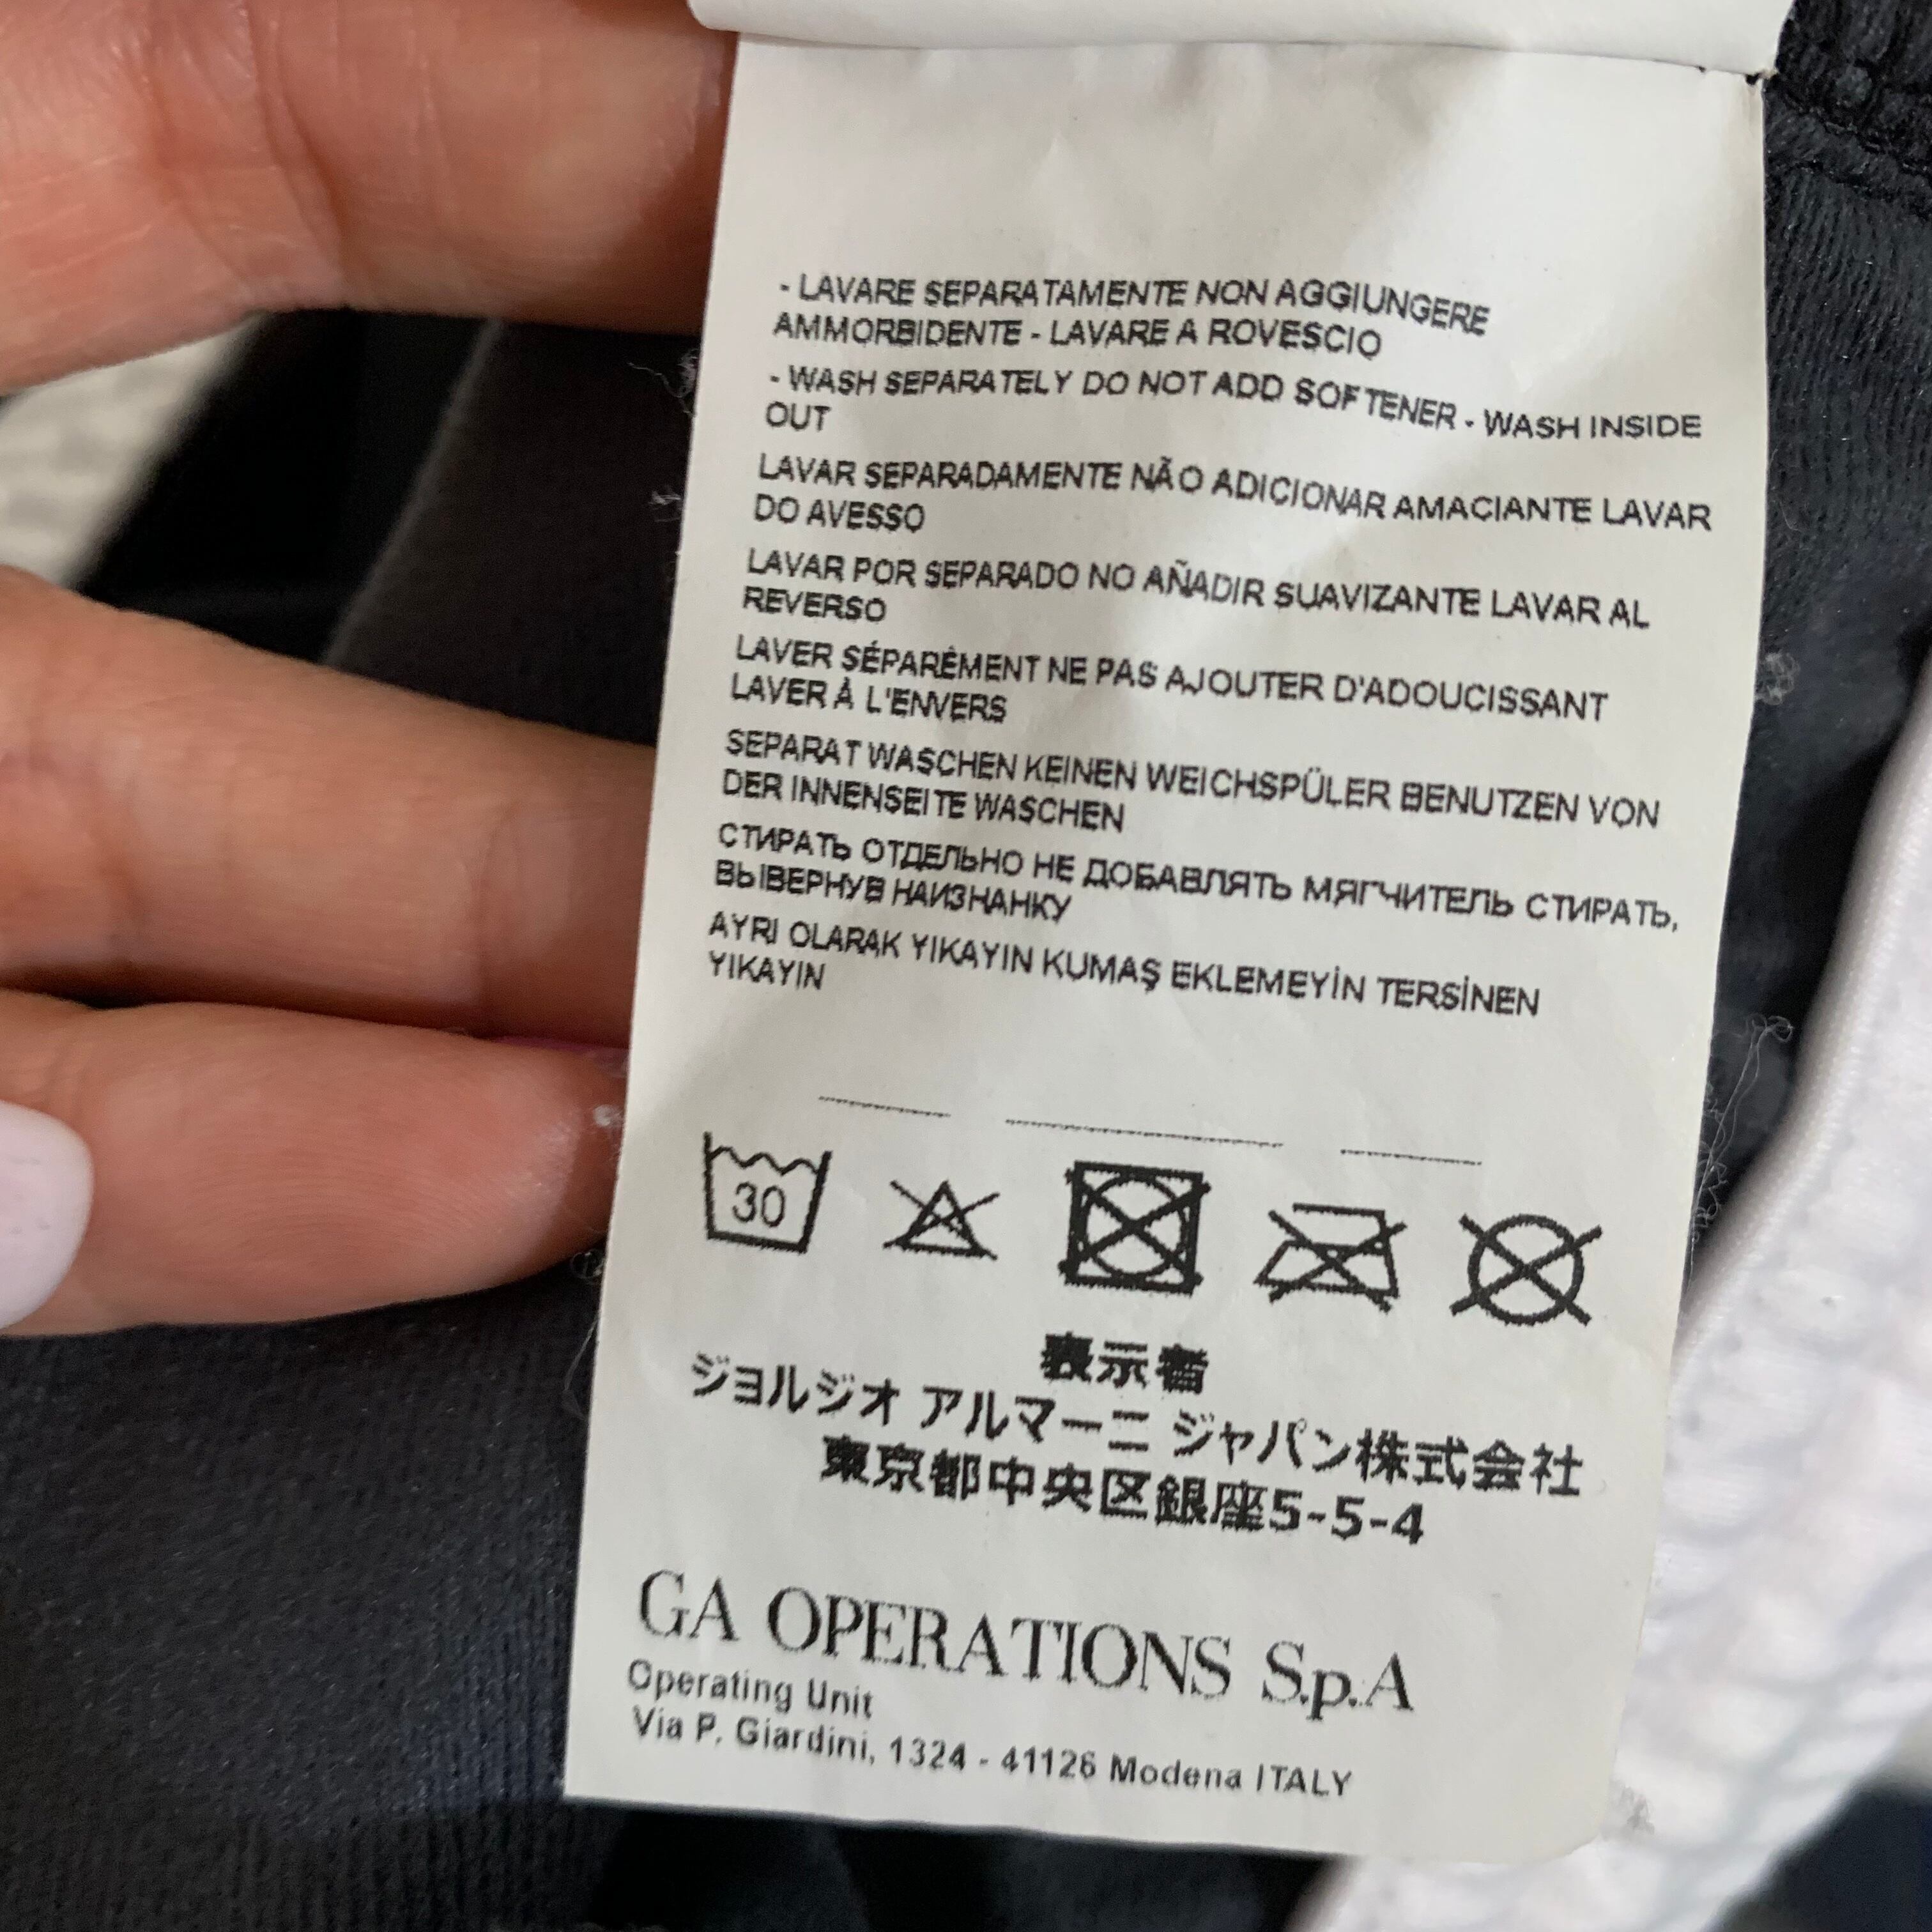 - LAVARE SEPARATAMENTE NON AGGIUNGERE
AMMORBIDENTE - LAVARE A ROVESCIO
- WASH SEPARATELY DO NOT ADD SOFTENER - WASH INSIDE
OUT
LAVAR SEPARADAMENTE NÃO ADICIONAR AMACIANTE LAVAR
DO AVESSO
LAVAR POR SEPARADO NO AÑADIR SUAVIZANTE LAVAR AL
REVERSO
LAVER SÉPARÊMENT NE PAS AJOUTER D'ADOUCISSANT
LAVER À L'ENVERS
SEPARAT WASCHEN KEINEN WEICHSPÜLER BENUTZEN VON
DER INNENSEITE WASCHEN
СТИРАТЬ ОТДЕЛЬНО НЕ ДОБАВЛЯТЬ МЯГЧИТЕЛЬ СТИРАТЬ,
ВЫВЕРНУВ НАИЗНАНКУ
AYRI OLARAK YIKAYIN KUMAŞ EKLEMEYİN TERSİNEN
YIKAYIN
30
表示者
ジョルジオ アルマーニ ジャパン株式会社
東京都中央区銀座5-5-4
GA OPERATIONS S.p.A
Operating Unit
Via P. Giardini, 1324 - 41126 Modena ITALY